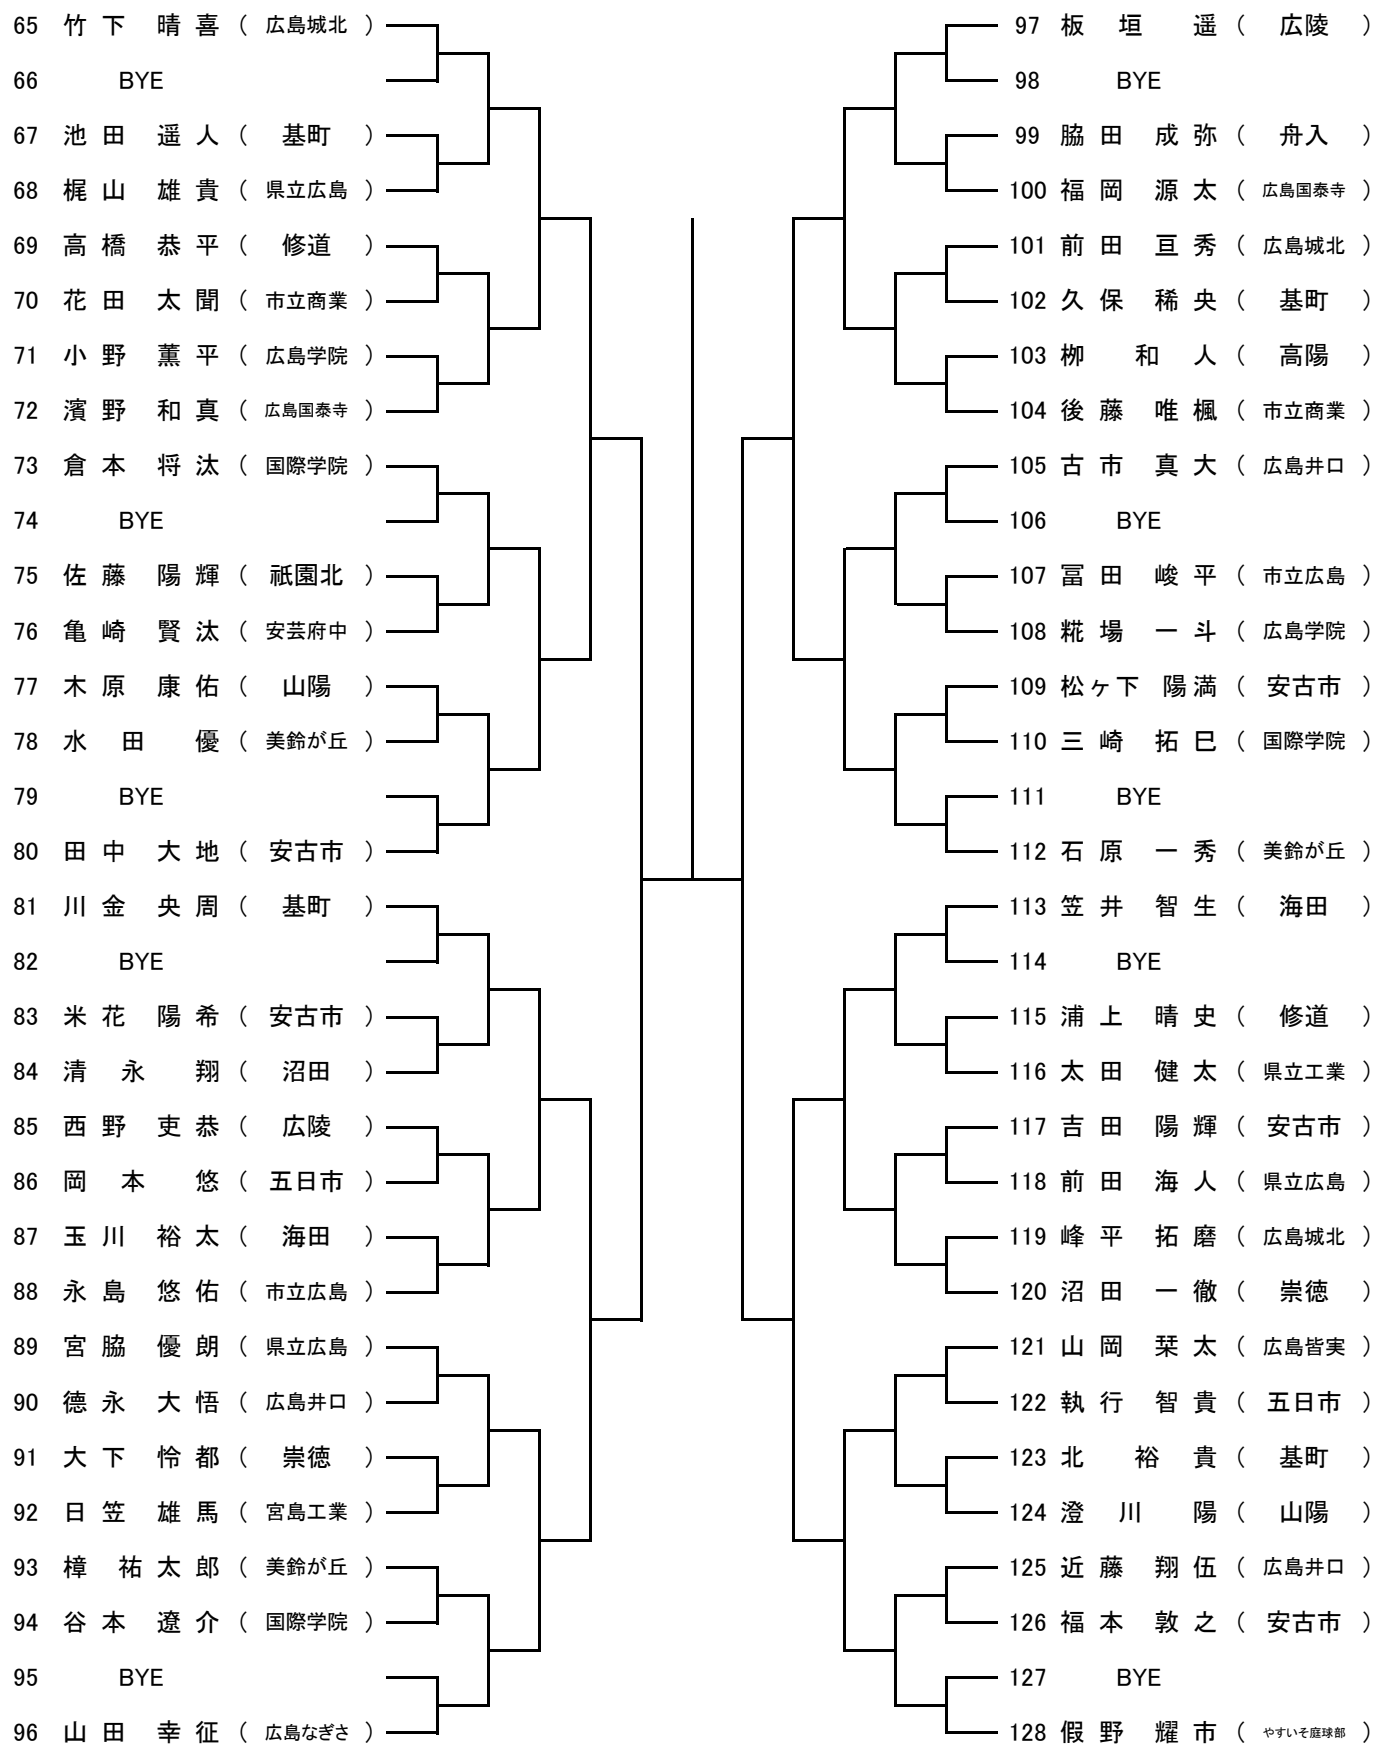 65 竹下 晴喜 ( 広島城北 )
66 BYE
67 池田 遥人 ( 基町 )
68 梶山 雄貴 ( 県立広島 )
69 高橋 恭平 ( 修道 )
70 花田 太聞 ( 市立商業 )
71 小野 薫平 ( 広島学院 )
72 濱野 和真 ( 広島国泰寺 )
73 倉本 将汰 ( 国際学院 )
74 BYE
75 佐藤 陽輝 ( 祇園北 )
76 亀崎 賢汰 ( 安芸府中 )
77 木原 康佑 ( 山陽 )
78 水田 優 ( 美鈴が丘 )
79 BYE
80 田中 大地 ( 安古市 )
81 川金 央周 ( 基町 )
82 BYE
83 米花 陽希 ( 安古市 )
84 清永 翔 ( 沼田 )
85 西野 吏恭 ( 広陵 )
86 岡本 悠 ( 五日市 )
87 玉川 裕太 ( 海田 )
88 永島 悠佑 ( 市立広島 )
89 宮脇 優朗 ( 県立広島 )
90 德永 大悟 ( 広島井口 )
91 大下 怜都 ( 崇徳 )
92 日笠 雄馬 ( 宮島工業 )
93 樟 祐太郎 ( 美鈴が丘 )
94 谷本 遼介 ( 国際学院 )
95 BYE
96 山田 幸征 ( 広島なぎさ )
97 板垣 遥 ( 広陵 )
98 BYE
99 脇田 成弥 ( 舟入 )
100 福岡 源太 ( 広島国泰寺 )
101 前田 亘秀 ( 広島城北 )
102 久保 稀央 ( 基町 )
103 栁 和人 ( 高陽 )
104 後藤 唯楓 ( 市立商業 )
105 古市 真大 ( 広島井口 )
106 BYE
107 冨田 峻平 ( 市立広島 )
108 糀場 一斗 ( 広島学院 )
109 松ヶ下 陽満 ( 安古市 )
110 三崎 拓巳 ( 国際学院 )
111 BYE
112 石原 一秀 ( 美鈴が丘 )
113 笠井 智生 ( 海田 )
114 BYE
115 浦上 晴史 ( 修道 )
116 太田 健太 ( 県立工業 )
117 吉田 陽輝 ( 安古市 )
118 前田 海人 ( 県立広島 )
119 峰平 拓磨 ( 広島城北 )
120 沼田 一徹 ( 崇徳 )
121 山岡 栞太 ( 広島皆実 )
122 執行 智貴 ( 五日市 )
123 北 裕貴 ( 基町 )
124 澄川 陽 ( 山陽 )
125 近藤 翔伍 ( 広島井口 )
126 福本 敦之 ( 安古市 )
127 BYE
128 假野 耀市 ( やすいそ庭球部 )